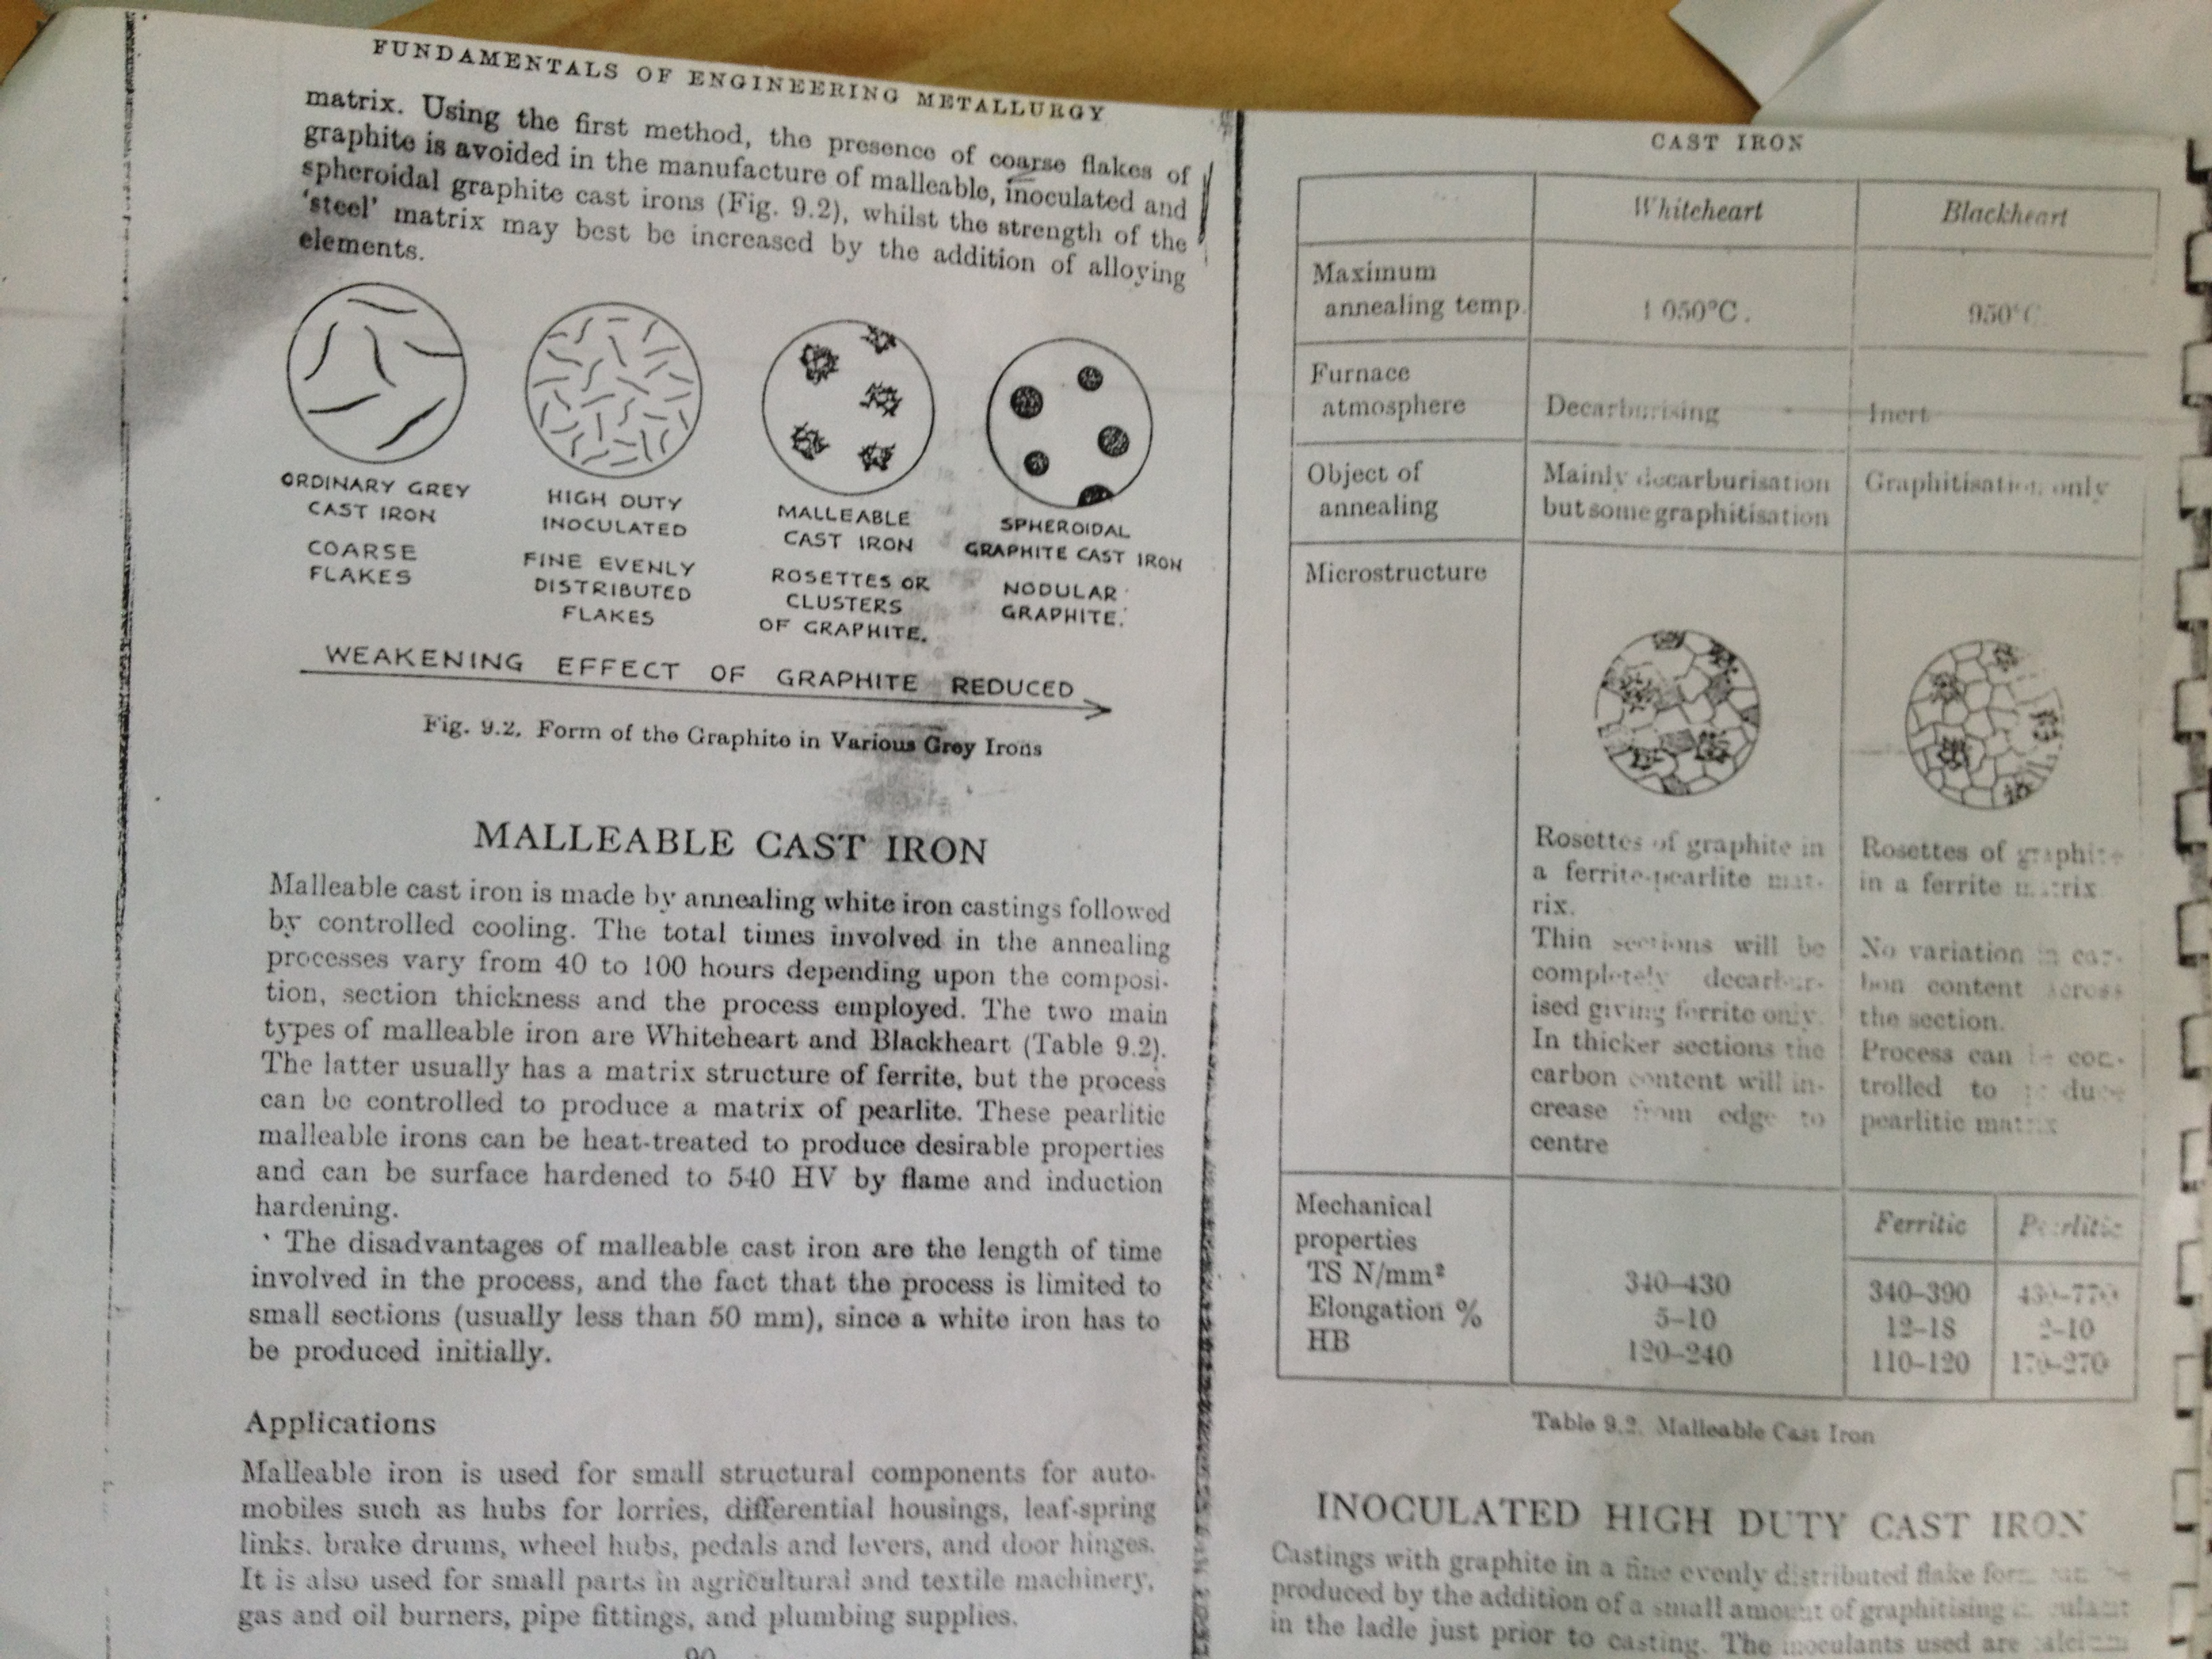 FUNDAMENTALS OF ENGINEERING METALLURGY
matrix. Using the first method, the presence of coarse flakes of
graphite is avoided in the manufacture of malleable, inoculated and
spheroidal graphite cast irons (Fig. 9.2), whilst the strength of the
'steel' matrix may best be increased by the addition of alloying
elements.
ORDINARY GREY
CAST IRON
COARSE
FLAKES
HIGH DUTY
INOCULATED
FINE EVENLY
DISTRIBUTED
FLAKES
MALLEABLE
CAST IRON
ROSETTES OR
CLUSTERS
OF GRAPHITE.
SPHEROIDAL
GRAPHITE CAST IRON
NODULAR
GRAPHITE.
WEAKENING EFFECT OF GRAPHITE REDUCED
Fig. 9.2. Form of the Graphite in Various Grey Irons
MALLEABLE CAST IRON
Malleable cast iron is made by annealing white iron castings followed
by controlled cooling. The total times involved in the annealing
processes vary from 40 to 100 hours depending upon the composi-
tion, section thickness and the process employed. The two main
types of malleable iron are Whiteheart and Blackheart (Table 9.2).
The latter usually has a matrix structure of ferrite, but the process
can be controlled to produce a matrix of pearlite. These pearlitic
malleable irons can be heat-treated to produce desirable properties
and can be surface hardened to 540 HV by flame and induction
hardening.
The disadvantages of malleable cast iron are the length of time
involved in the process, and the fact that the process is limited to
small sections (usually less than 50 mm), since a white iron has to
be produced initially.
Applications
Malleable iron is used for small structural components for auto-
mobiles such as hubs for lorries, differential housings, leaf-spring
links. brake drums, wheel hubs, pedals and levers, and door hinges.
It is also used for small parts in agricultural and textile machinery,
gas and oil burners, pipe fittings, and plumbing supplies.
90
CAST IRON
Whiteheart Blackheart
Maximum
annealing temp. 1 050°C. 950°C
Furnace
atmosphere Decarburising Inert
Object of Mainly decarburisation Graphitisation only
annealing but some graphitisation
Microstructure
Rosettes of graphite in
a ferrite-pearlite mat-
rix.
Thin sections will be
completely decarbur-
ised giving ferrite only.
In thicker sections the
carbon content will in-
crease from edge to
centre
Rosettes of graphite
in a ferrite matrix
No variation in car-
bon content across
the section.
Process can be con-
trolled to produce
pearlitic matrix
Mechanical
properties Ferritic Pearlitic
TS N/mm² 340–430 340–390
Elongation % 5–10 12–18
HB 120–240 110–120 170–270
Table 9.2. Malleable Cast Iron
INOCULATED HIGH DUTY CAST IRON
Castings with graphite in a fine evenly distributed flake form can be
produced by the addition of a small amount of graphitising
in the ladle just prior to casting. The inoculants used are calcium